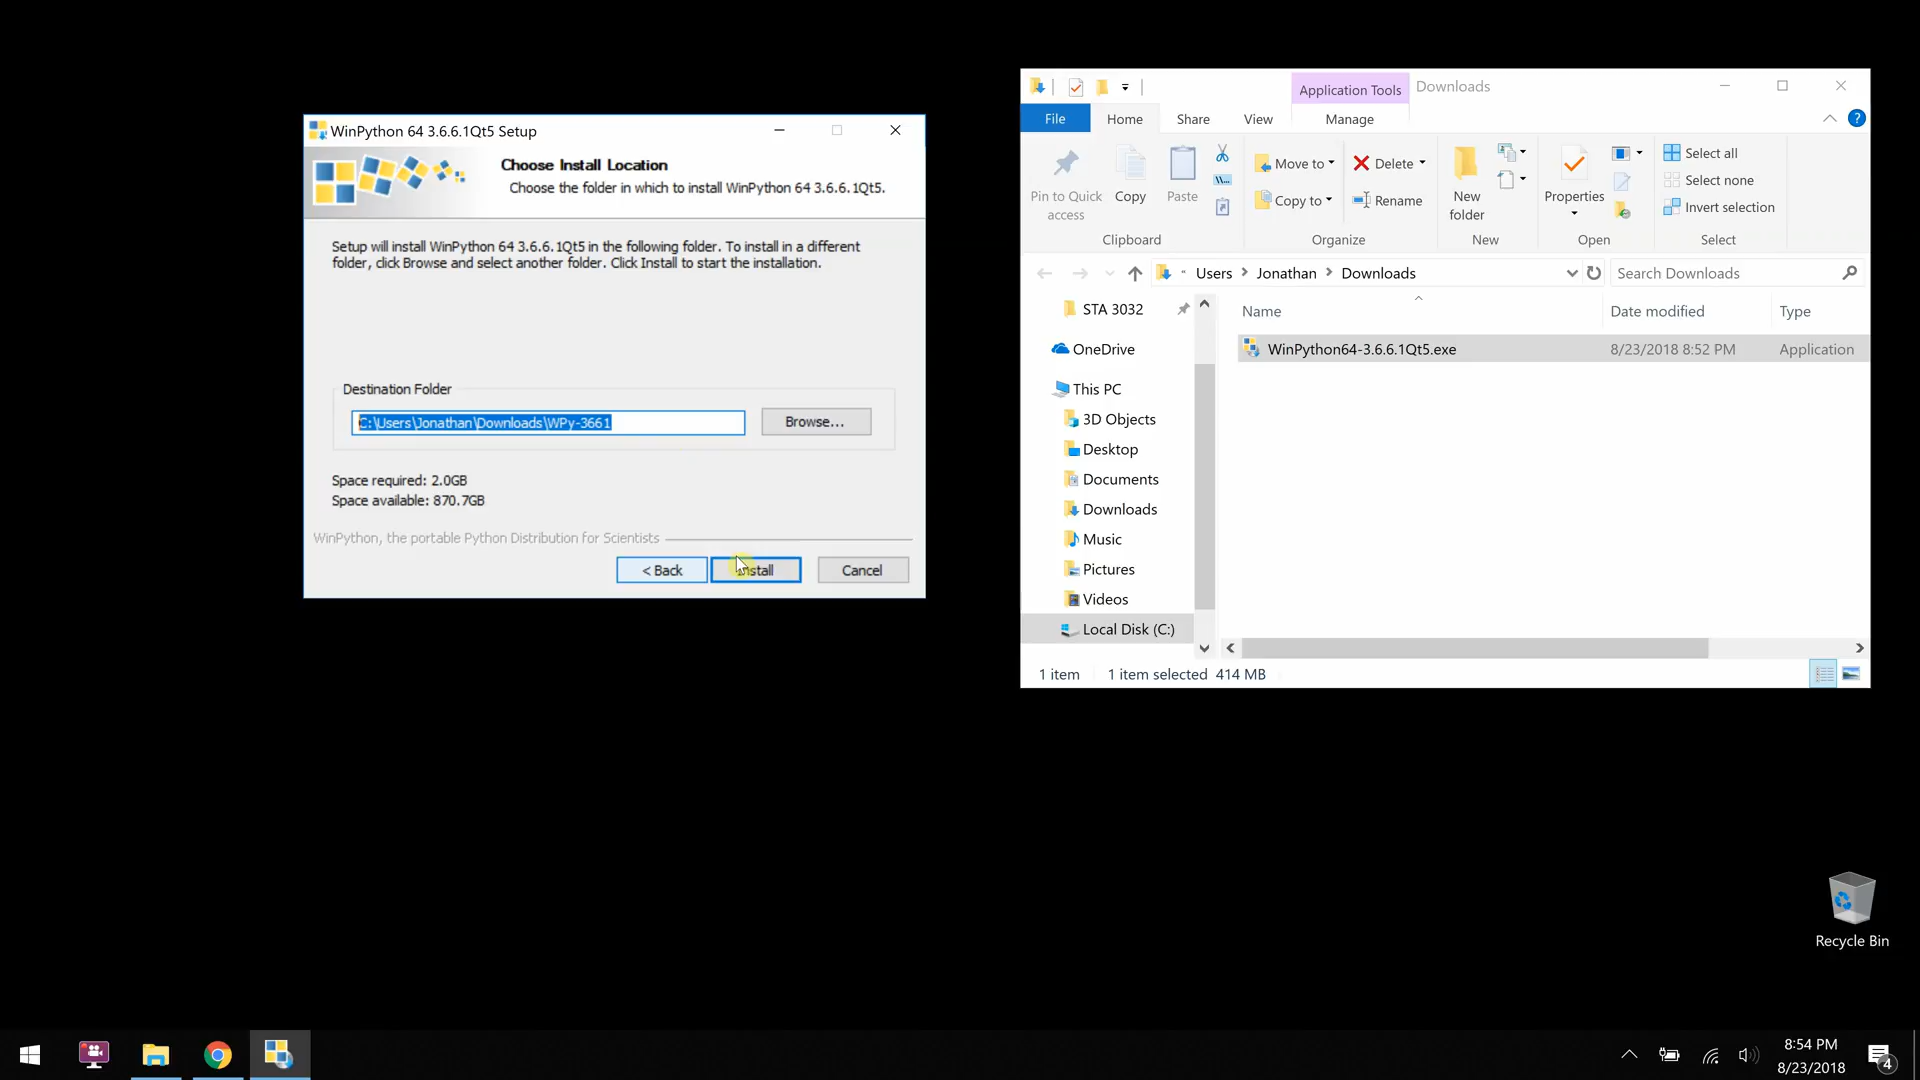 WinPython 64 3.6.6.1Qt5 Setup
Choose Install Location
Choose the folder in which to install WinPython 64 3.6.6.1Qt5.
Setup will install WinPython 64 3.6.6.1Qt5 in the following folder. To install in a different
folder, click Browse and select another folder. Click Install to start the installation.
Destination Folder
C:\Users\Jonathan\Downloads\WPy-3661
Browse...
Space required: 2.0GB
Space available: 870.7GB
WinPython, the portable Python Distribution for Scientists
< Back
Install
Cancel
Application Tools
Downloads
File
Home
Share
View
Manage
Pin to Quick
access
Copy
Paste
Clipboard
Move to
Copy to
Delete
Rename
Organize
New
folder
New
Properties
Open
Select all
Select none
Invert selection
Select
Users
Jonathan
Downloads
Search Downloads
STA 3032
OneDrive
This PC
3D Objects
Desktop
Documents
Downloads
Music
Pictures
Videos
Local Disk (C:)
Name
Date modified
Type
WinPython64-3.6.6.1Qt5.exe
8/23/2018 8:52 PM
Application
1 item
1 item selected 414 MB
Recycle Bin
8:54 PM
8/23/2018
4